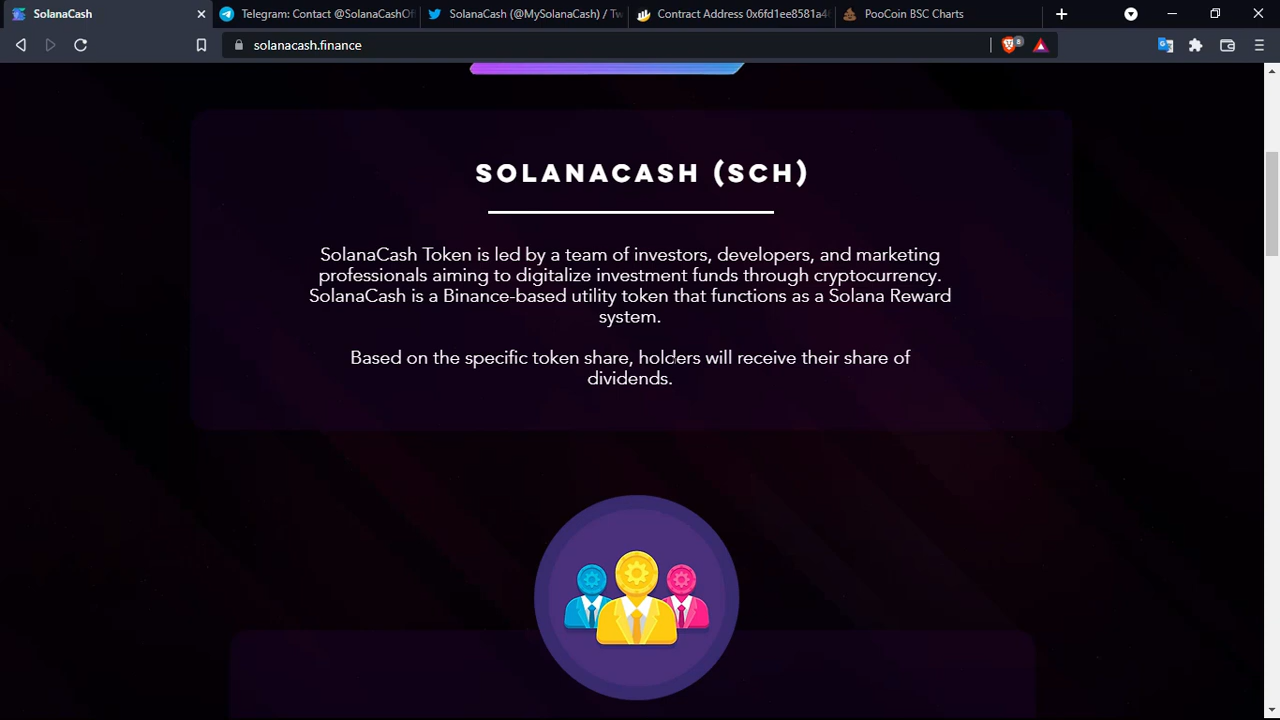 SolanaCash
Telegram: Contact @SolanaCashOf
SolanaCash (@MySolanaCash) / Tw
Contract Address 0x6fd1ee8581a4
PooCoin BSC Charts
solanacash.finance
8
SOLANACASH (SCH)
SolanaCash Token is led by a team of investors, developers, and marketing
professionals aiming to digitalize investment funds through cryptocurrency.
SolanaCash is a Binance-based utility token that functions as a Solana Reward
system.
Based on the specific token share, holders will receive their share of
dividends.